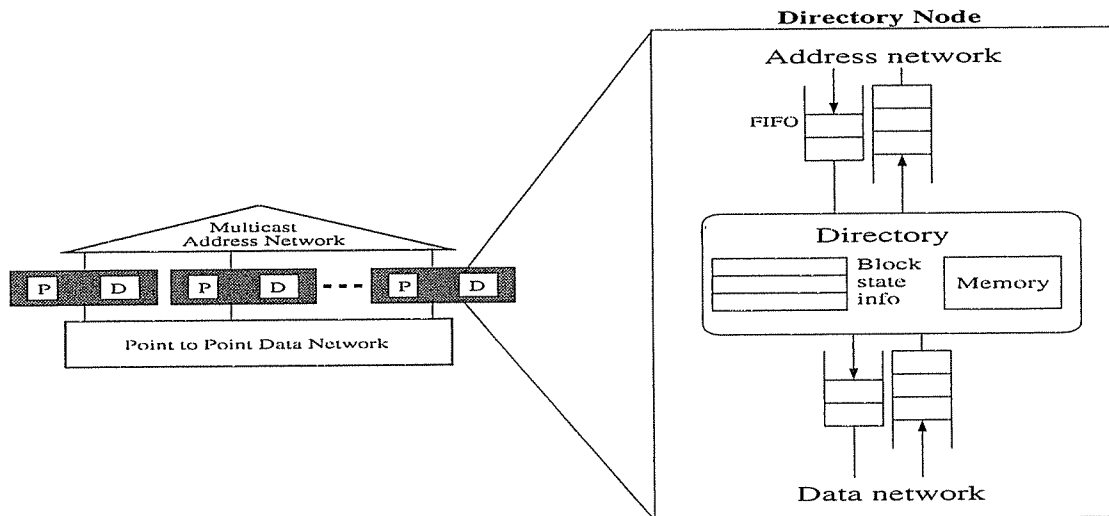 Directory Node
Address network
FIFO
Directory
Block
state
info
Memory
Data network
Multicast
Address Network
P D P D P D
Point to Point Data Network